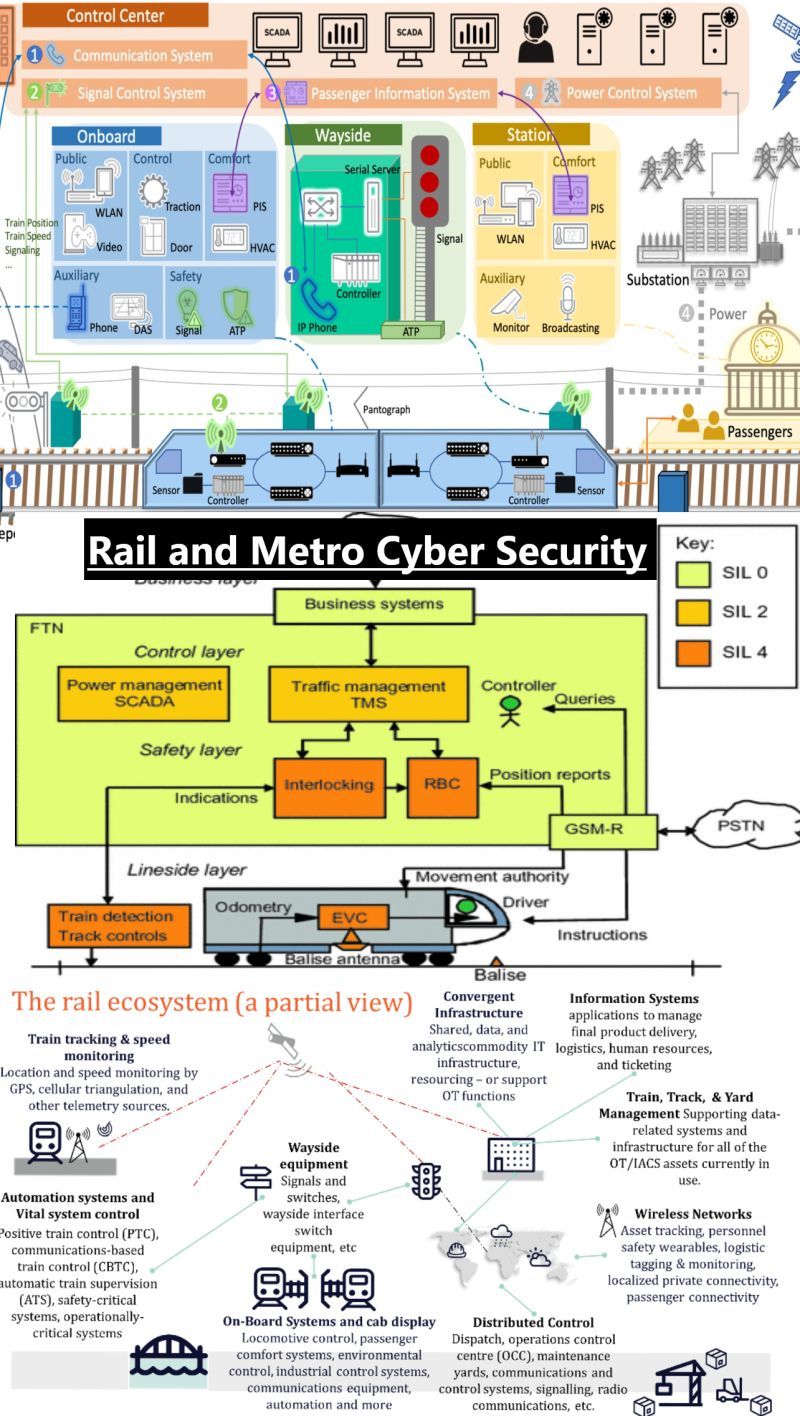 Control Center
SCADA
SCADA
1 Communication System
2 Signal Control System
3 Passenger Information System
4 Power Control System
Onboard
Public
Control
Comfort
WLAN
Traction
PIS
Video
Door
HVAC
Auxiliary
Safety
Phone
DAS
Signal
ATP
Wayside
Serial Server
Signal
Controller
1
IP Phone
ATP
Station
Public
Comfort
WLAN
PIS
HVAC
Auxiliary
Monitor
Broadcasting
Train Position
Train Speed
Signaling
...
Substation
4 Power
2
Pantograph
Passengers
1
Sensor
Controller
Controller
Sensor
Rail and Metro Cyber Security
Key:
SIL 0
SIL 2
SIL 4
Business layer
Business systems
FTN
Control layer
Power management
SCADA
Traffic management
TMS
Controller
Queries
Safety layer
Interlocking
RBC
Position reports
Indications
GSM-R
PSTN
Lineside layer
Movement authority
Train detection
Track controls
Odometry
EVC
Driver
Instructions
Balise antenna
Balise
The rail ecosystem (a partial view)
Train tracking & speed
monitoring
Location and speed monitoring by
GPS, cellular triangulation, and
other telemetry sources.
Convergent
Infrastructure
Shared, data, and
analyticscommodity IT
infrastructure,
resourcing – or support
OT functions
Information Systems
applications to manage
final product delivery,
logistics, human resources,
and ticketing
Train, Track, & Yard
Management Supporting data-
related systems and
infrastructure for all of the
OT/IACS assets currently in
use.
Wayside
equipment
Signals and
switches,
wayside interface
switch
equipment, etc
Automation systems and
Vital system control
Positive train control (PTC),
communications-based
train control (CBTC),
automatic train supervision
(ATS), safety-critical
systems, operationally-
critical systems
Wireless Networks
Asset tracking, personnel
safety wearables, logistic
tagging & monitoring,
localized private connectivity,
passenger connectivity
On-Board Systems and cab display
Locomotive control, passenger
comfort systems, environmental
control, industrial control systems,
communications equipment,
automation and more
Distributed Control
Dispatch, operations control
centre (OCC), maintenance
yards, communications and
control systems, signalling, radio
communications, etc.